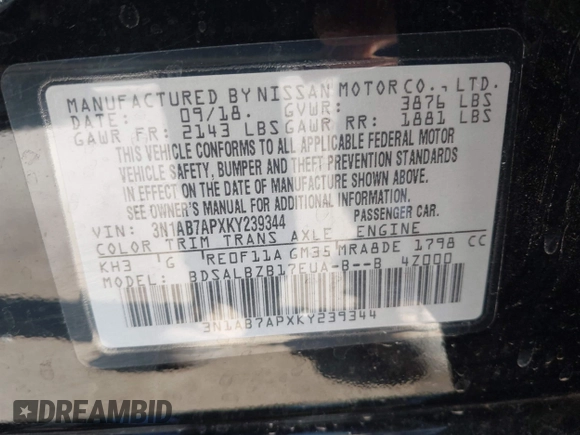 MANUFACTURED BY NISSAN MOTOR CO., LTD.
DATE: 09/18. GVWR: 3876 LBS
GAWR FR: 2143 LBS GAWR RR: 1881 LBS
THIS VEHICLE CONFORMS TO ALL APPLICABLE FEDERAL MOTOR
VEHICLE SAFETY, BUMPER AND THEFT PREVENTION STANDARDS
IN EFFECT ON THE DATE OF MANUFACTURE SHOWN ABOVE.
SEE OWNER'S MANUAL FOR ADDITIONAL INFORMATION.
VIN: 3N1AB7APXKY239344 PASSENGER CAR.
COLOR TRIM TRANS AXLE ENGINE
KH3 G RE0F11A GM35 MRA8DE 1798 CC
BDSALBZB17EUA-B--B 4Z000
3N1AB7APXKY239344
DREAMBID